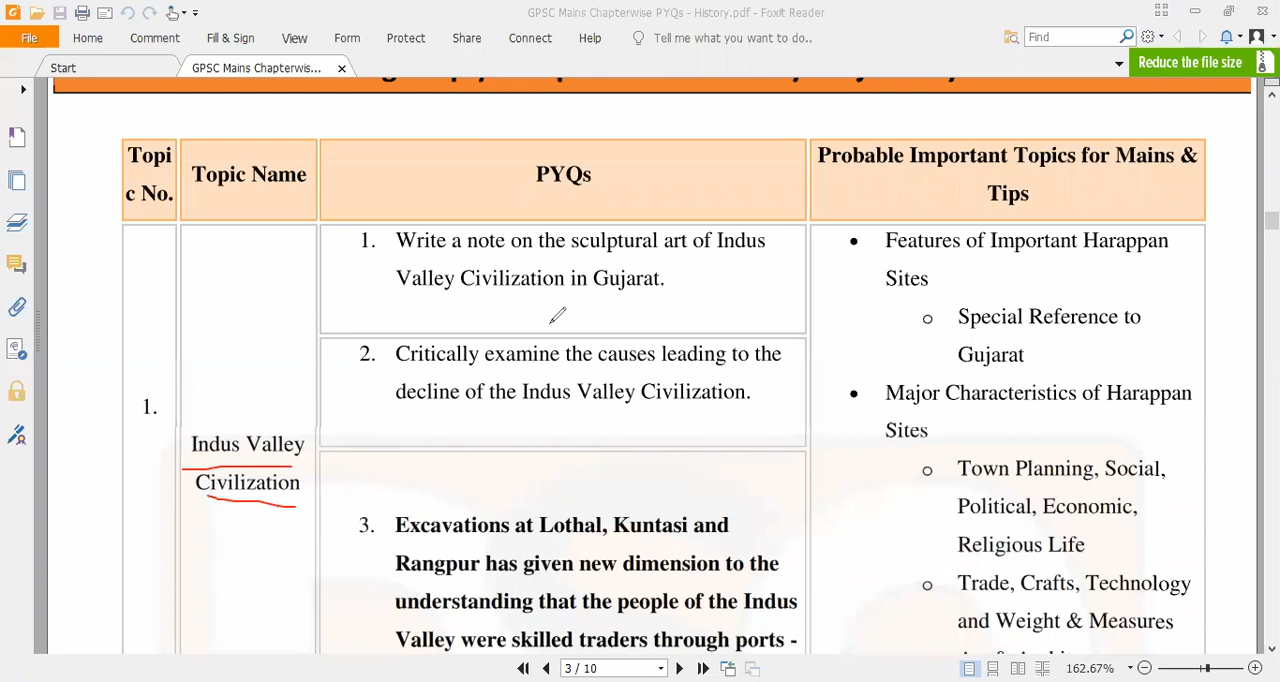 GPSC Mains Chapterwise PYQs - History.pdf - Foxit Reader
File Home Comment Fill & Sign View Form Protect Share Connect Help Tell me what you want to do.. Find
Start GPSC Mains Chapterwis... Reduce the file size
Topi
c No.
Topic Name
PYQs
Probable Important Topics for Mains &
Tips
1.
Indus Valley
Civilization
1. Write a note on the sculptural art of Indus
Valley Civilization in Gujarat.
2. Critically examine the causes leading to the
decline of the Indus Valley Civilization.
3. Excavations at Lothal, Kuntasi and
Rangpur has given new dimension to the
understanding that the people of the Indus
Valley were skilled traders through ports -
• Features of Important Harappan
Sites
o Special Reference to
Gujarat
• Major Characteristics of Harappan
Sites
o Town Planning, Social,
Political, Economic,
Religious Life
o Trade, Crafts, Technology
and Weight & Measures
3 / 10
162.67%